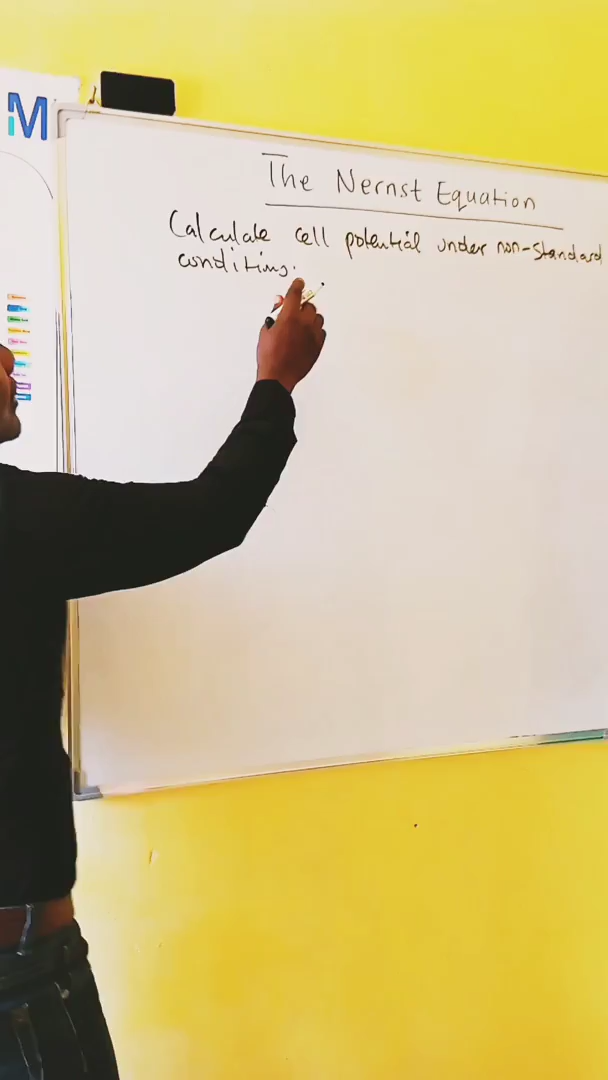 M
The Nernst Equation
Calculate cell potential under non-standard
conditions.